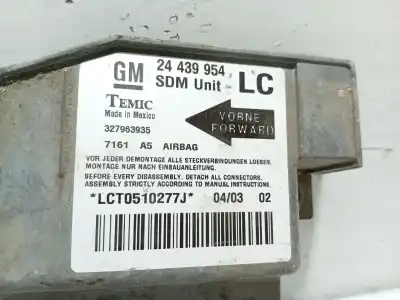 GM
24 439 954
SDM Unit - LC
TEMIC
Made in Mexico
327963935
7161 A5 AIRBAG
VORNE
FORWARD
VOR JEDER DEMONTAGE ALLE STECKVERBINDUNGEN LOESEN.
MONTAGE NUR NACH EINBAUANLEITUNG.
BEFORE EVERY DISASSEMBLY. DETACH ALL CONNECTORS.
ASSEMBLY STRICTLY ACCORDING TO MANUAL INSTRUCTIONS.
*LCT0510277J* 04/03 02